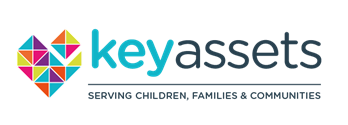 keyassets
SERVING CHILDREN, FAMILIES & COMMUNITIES